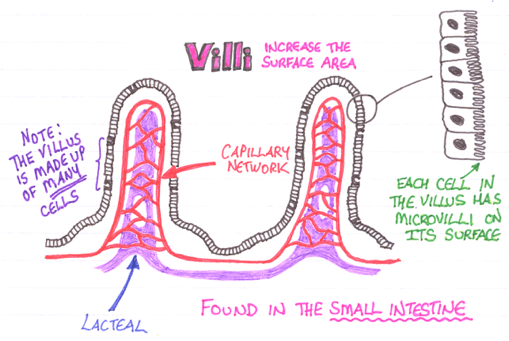 Villi INCREASE THE
SURFACE AREA
NOTE:
THE VILLUS
IS MADE UP
OF MANY
CELLS
CAPILLARY
NETWORK
EACH CELL IN
THE VILLUS HAS
MICROVILLI ON
ITS SURFACE
LACTEAL
FOUND IN THE SMALL INTESTINE